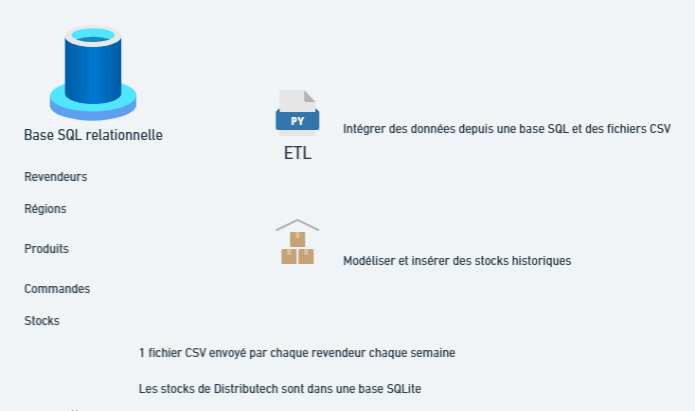 PY
Base SQL relationnelle
Intégrer des données depuis une base SQL et des fichiers CSV
ETL
Revendeurs
Régions
Produits
Modéliser et insérer des stocks historiques
Commandes
Stocks
1 fichier CSV envoyé par chaque revendeur chaque semaine
Les stocks de Distributech sont dans une base SQLite